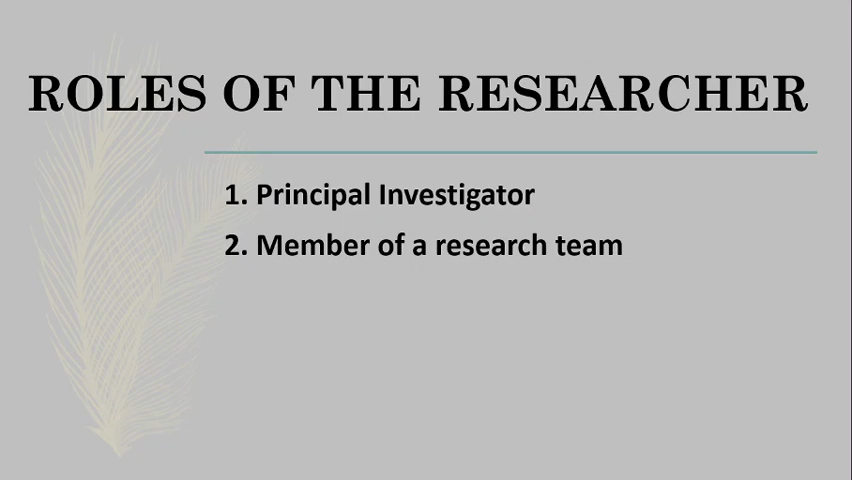 ROLES OF THE RESEARCHER
1. Principal Investigator
2. Member of a research team